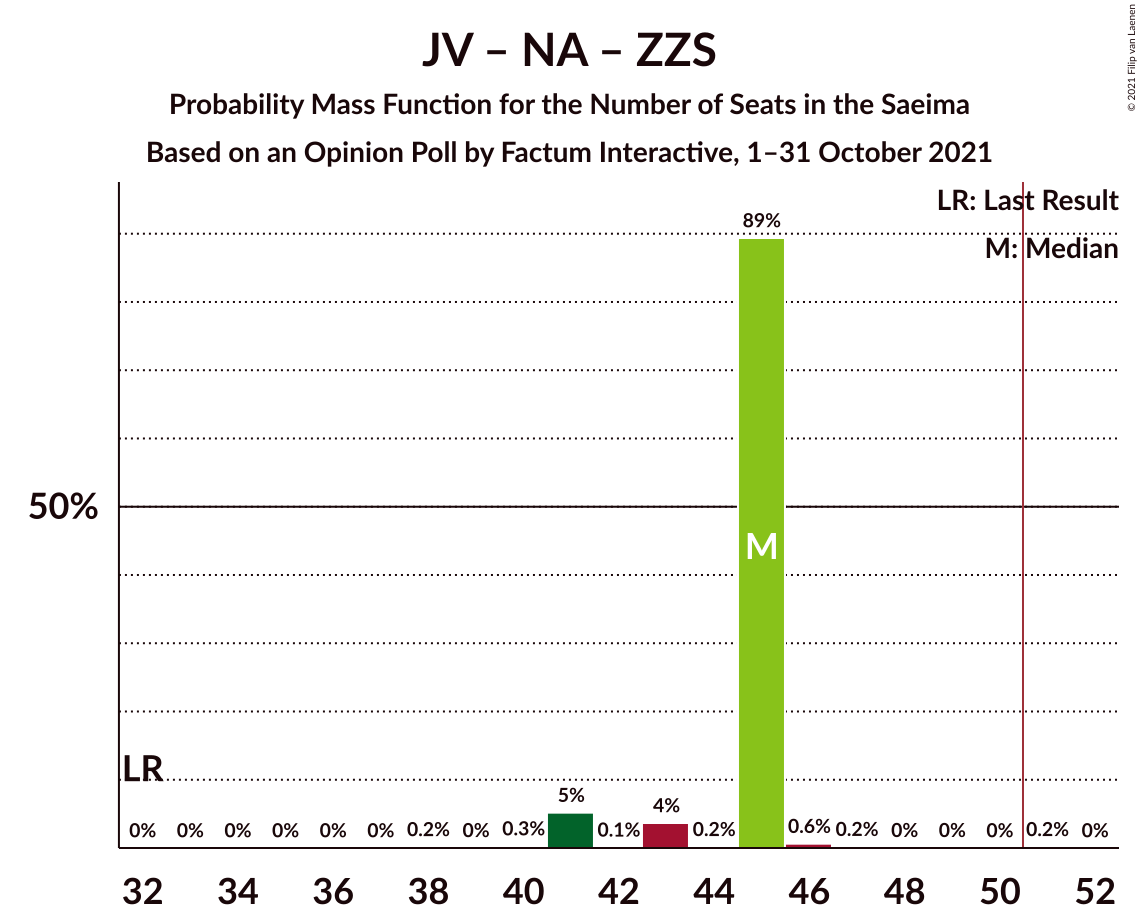 JV – NA – ZZS
Probability Mass Function for the Number of Seats in the Saeima
Based on an Opinion Poll by Factum Interactive, 1–31 October 2021
© 2021 Filip van Laenen
LR: Last Result
M: Median
89%
50%
M
LR
0% 0% 0% 0% 0% 0% 0.2% 0% 0.3% 5% 0.1% 4% 0.2% 0.6% 0.2% 0% 0% 0% 0.2% 0%
32 34 36 38 40 42 44 46 48 50 52